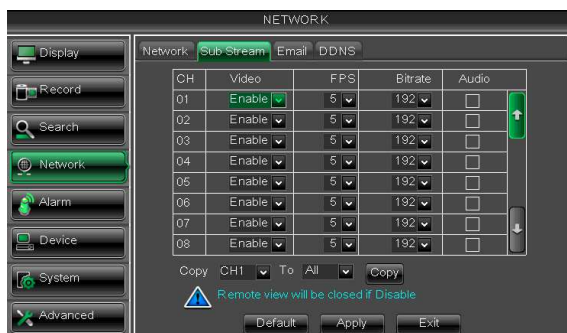 NETWORK
Display
Record
Search
Network
Alarm
Device
System
Advanced
Network Sub Stream Email DDNS
CH Video FPS Bitrate Audio
01 Enable 5 192
02 Enable 5 192
03 Enable 5 192
04 Enable 5 192
05 Enable 5 192
06 Enable 5 192
07 Enable 5 192
08 Enable 5 192
Copy CH1 To All Copy
Remote view will be closed if Disable
Default Apply Exit